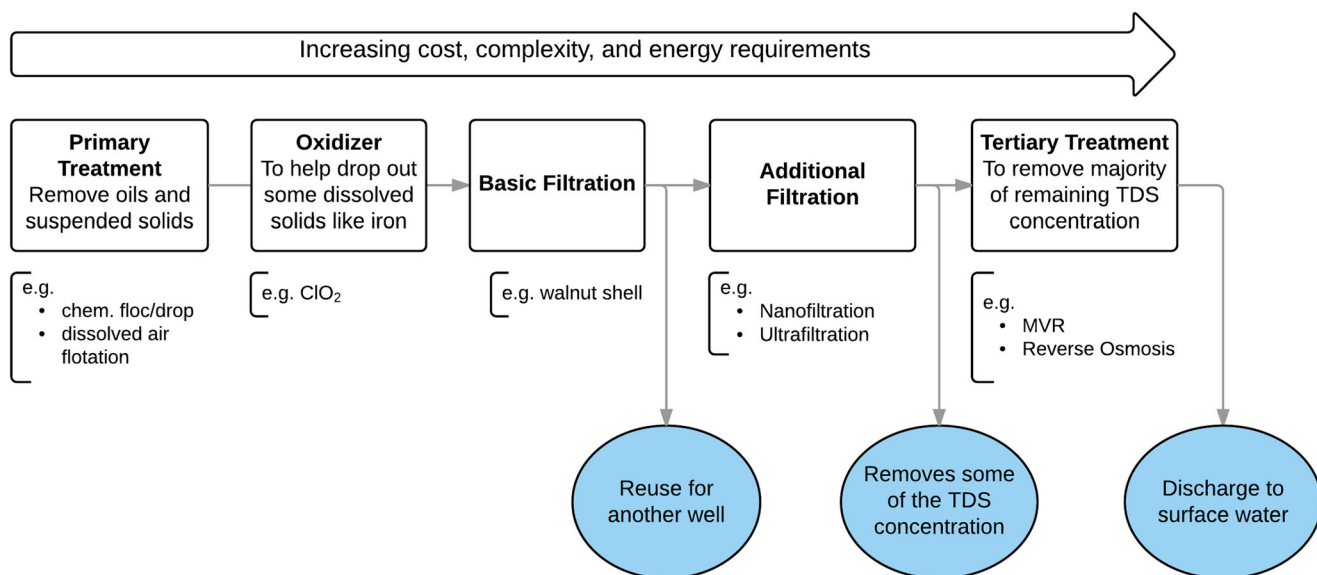 Increasing cost, complexity, and energy requirements
Primary
Treatment
Remove oils and
suspended solids
Oxidizer
To help drop out
some dissolved
solids like iron
Basic Filtration
Additional
Filtration
Tertiary Treatment
To remove majority
of remaining TDS
concentration
e.g.
• chem. floc/drop
• dissolved air
flotation
e.g. ClO₂
e.g. walnut shell
e.g.
• Nanofiltration
• Ultrafiltration
e.g.
• MVR
• Reverse Osmosis
Reuse for
another well
Removes some
of the TDS
concentration
Discharge to
surface water